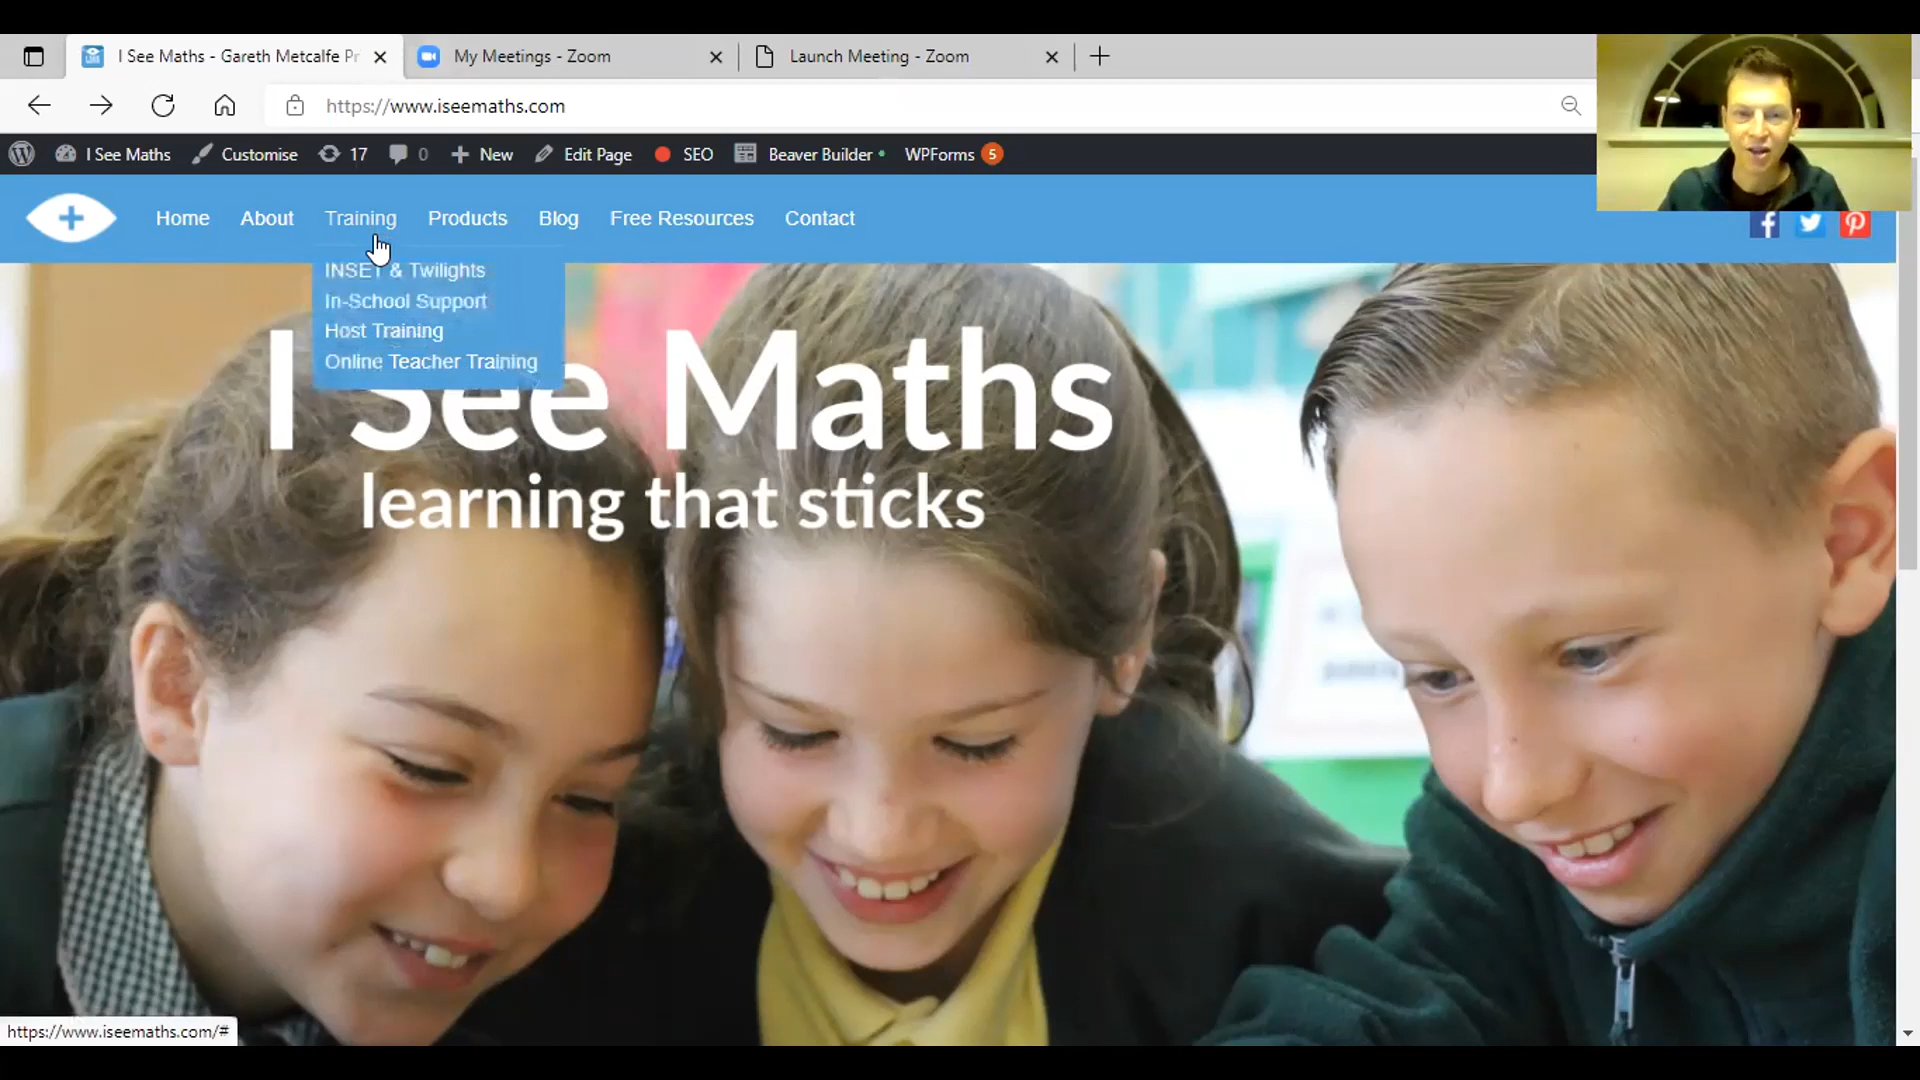 I See Maths - Gareth Metcalfe Pr
My Meetings - Zoom
Launch Meeting - Zoom
https://www.iseemaths.com
I See Maths
Customise
17
0
New
Edit Page
SEO
Beaver Builder
WPForms 5
Home
About
Training
Products
Blog
Free Resources
Contact
INSET & Twilights
In-School Support
Host Training
Online Teacher Training
I See Maths
learning that sticks
https://www.iseemaths.com/#